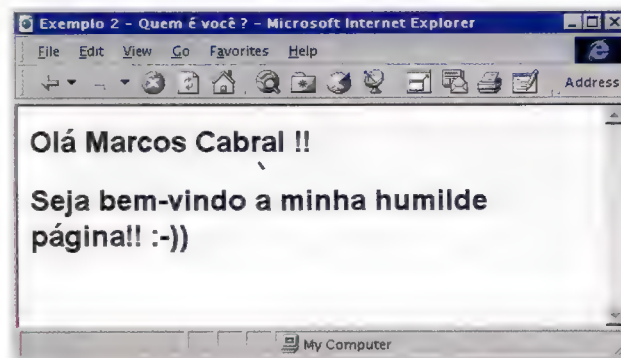 Exemplo 2 - Quem é você ? - Microsoft Internet Explorer
File Edit View Go Favorites Help
Address
Olá Marcos Cabral !!
Seja bem-vindo a minha humilde
página!! :-))
My Computer